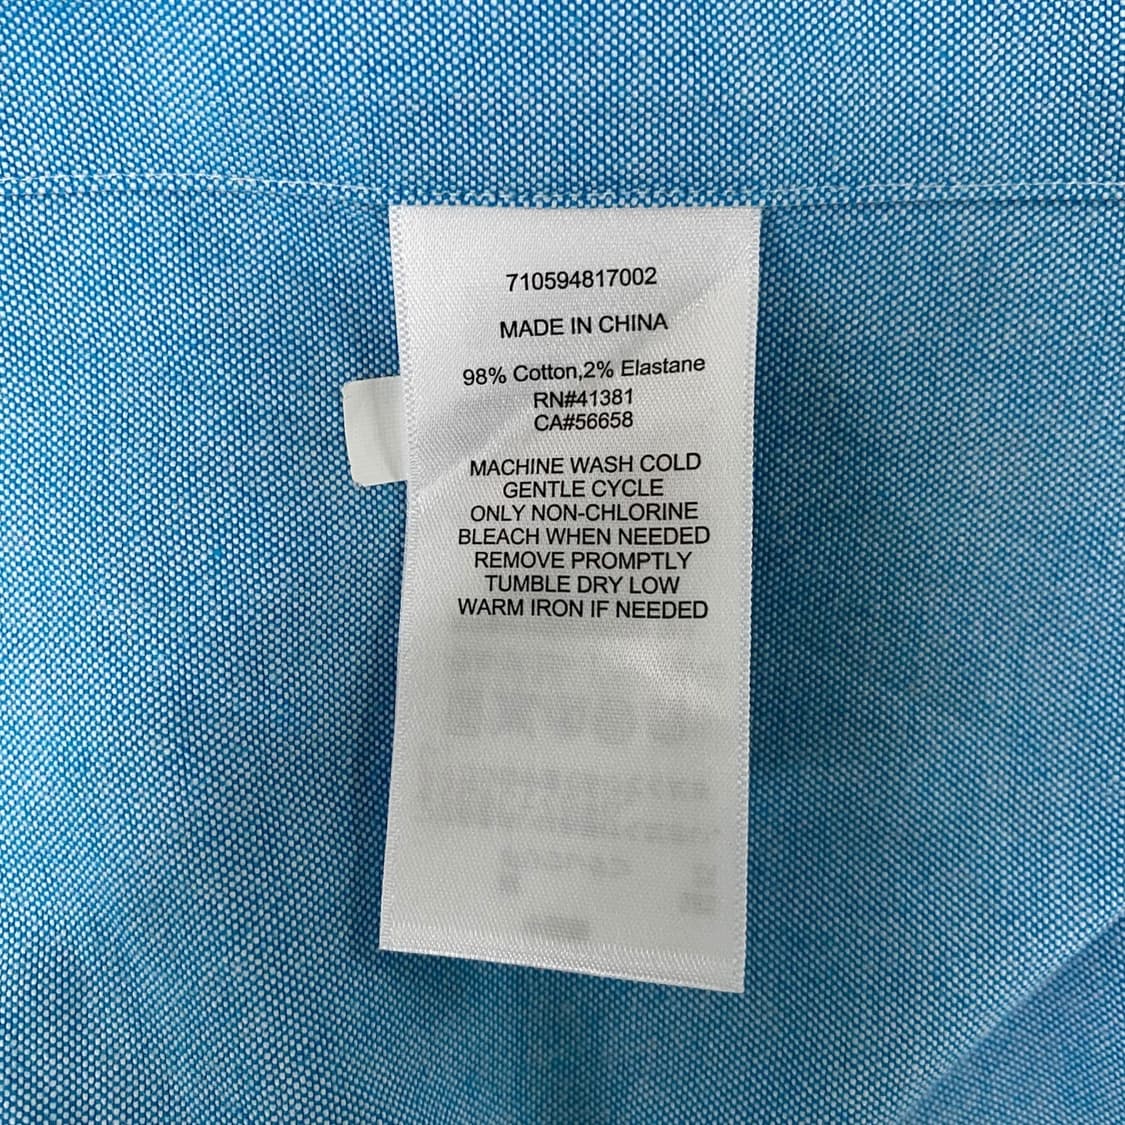 710594817002
MADE IN CHINA
98% Cotton,2% Elastane
RN#41381
CA#56658
MACHINE WASH COLD
GENTLE CYCLE
ONLY NON-CHLORINE
BLEACH WHEN NEEDED
REMOVE PROMPTLY
TUMBLE DRY LOW
WARM IRON IF NEEDED